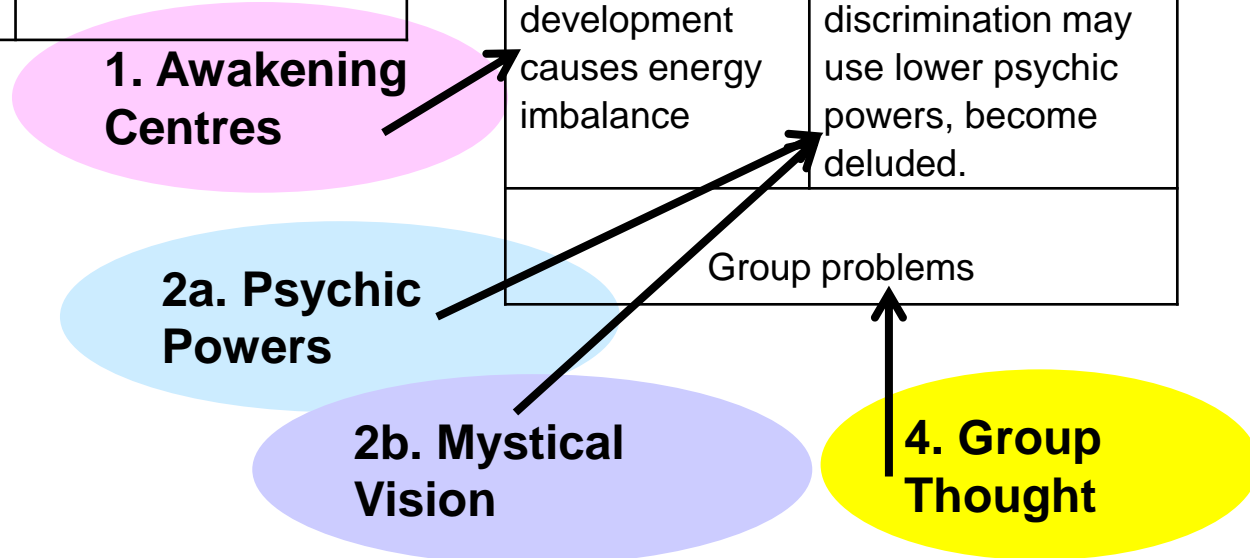 development
causes energy
imbalance
discrimination may
use lower psychic
powers, become
deluded.
1. Awakening
Centres
Group problems
2a. Psychic
Powers
2b. Mystical
Vision
4. Group
Thought